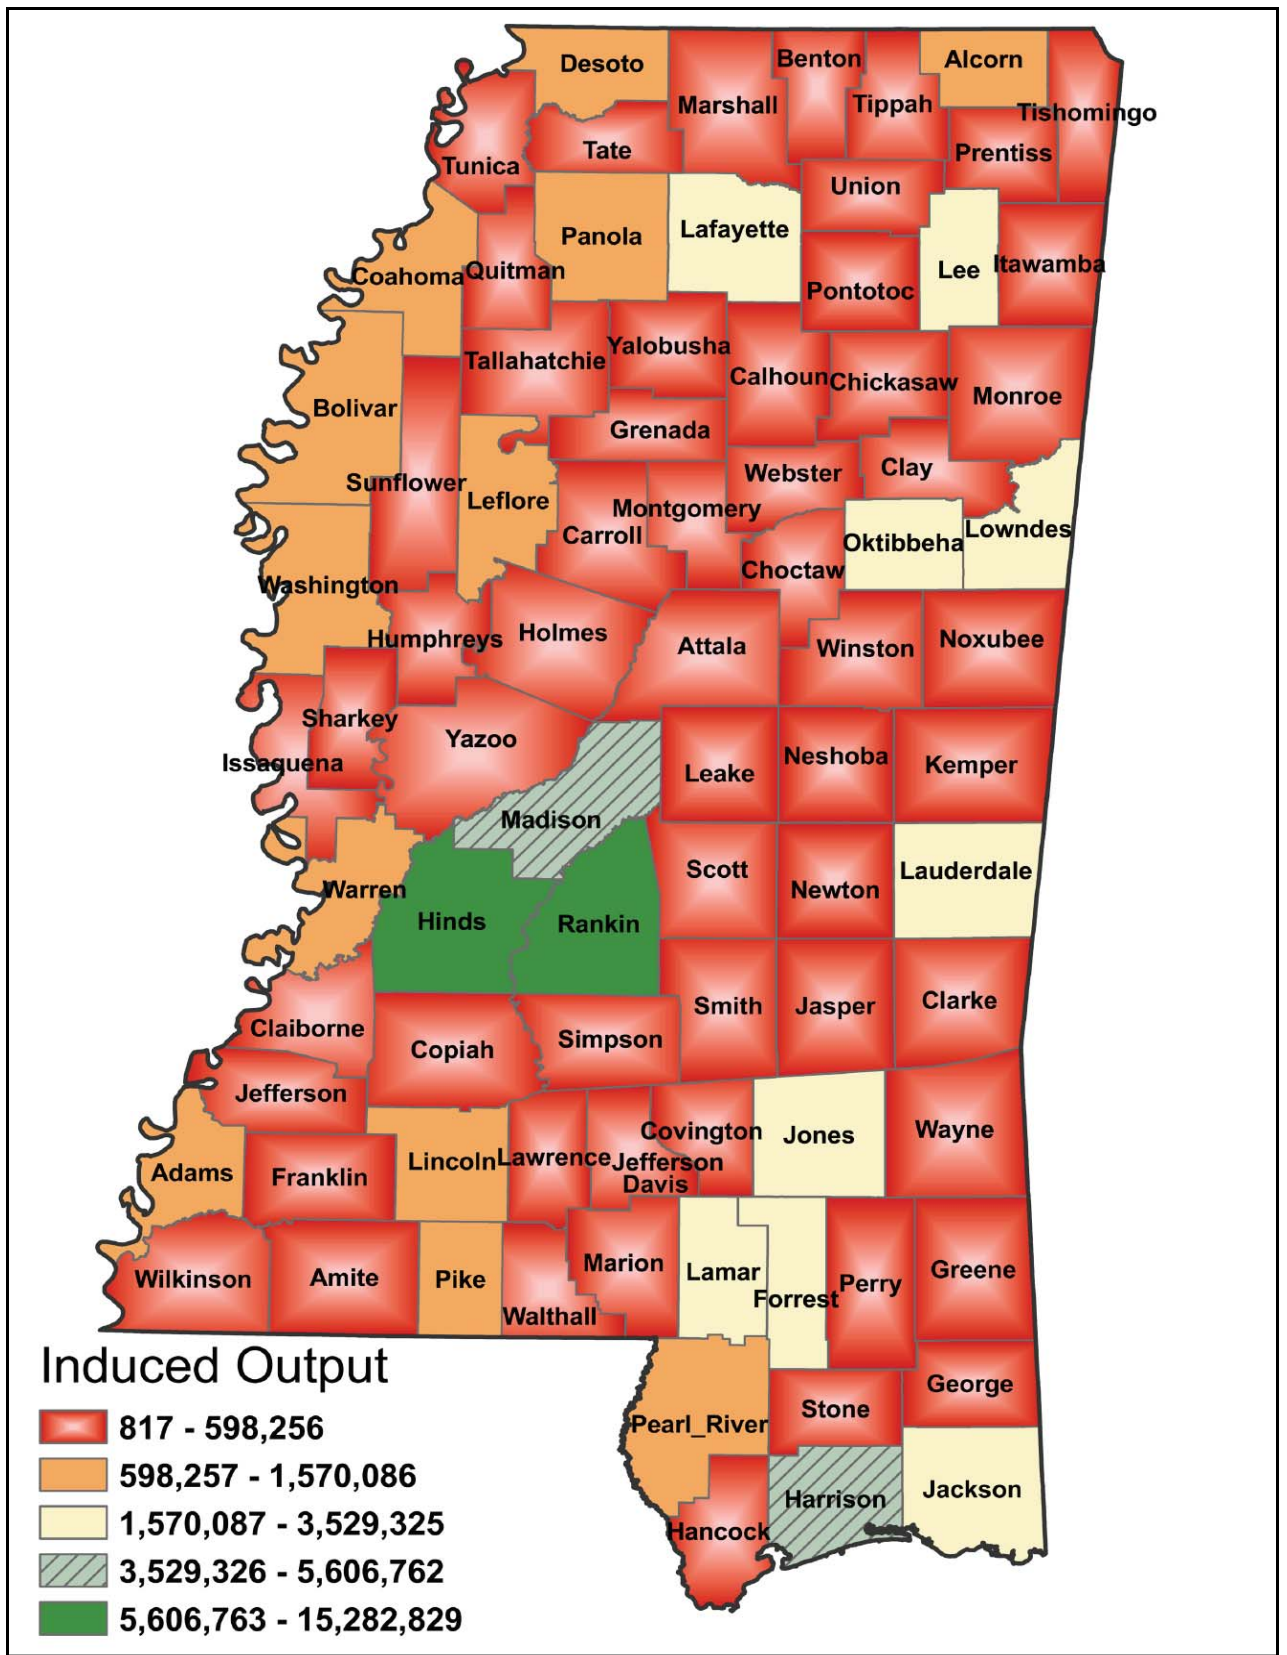 Desoto
Benton
Alcorn
Marshall
Tippah
Tishomingo
Tate
Prentiss
Tunica
Union
Lafayette
Panola
Lee
Itawamba
Coahoma
Quitman
Pontotoc
Yalobusha
Tallahatchie
Calhoun
Chickasaw
Monroe
Bolivar
Grenada
Webster
Clay
Sunflower
Leflore
Montgomery
Carroll
Lowndes
Oktibbeha
Choctaw
Washington
Humphreys
Holmes
Attala
Winston
Noxubee
Sharkey
Yazoo
Issaquena
Leake
Neshoba
Kemper
Madison
Scott
Lauderdale
Warren
Newton
Hinds
Rankin
Smith
Jasper
Clarke
Claiborne
Copiah
Simpson
Jefferson
Covington
Jones
Wayne
Adams
Franklin
Lincoln
Lawrence
Jefferson
Davis
Wilkinson
Amite
Pike
Marion
Lamar
Greene
Perry
Forrest
Walthall
George
Stone
Pearl_River
Jackson
Harrison
Hancock
Induced Output
817 - 598,256
598,257 - 1,570,086
1,570,087 - 3,529,325
3,529,326 - 5,606,762
5,606,763 - 15,282,829